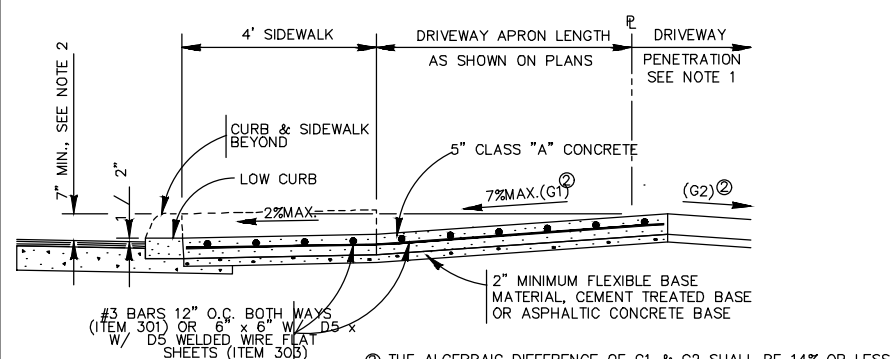 4' SIDEWALK
DRIVEWAY APRON LENGTH
AS SHOWN ON PLANS
PL
DRIVEWAY
PENETRATION
SEE NOTE 1
7" MIN., SEE NOTE 2
1 / 2"
CURB & SIDEWALK
BEYOND
LOW CURB
5" CLASS "A" CONCRETE
2%MAX.
7%MAX.(G1)②
(G2)②
2" MINIMUM FLEXIBLE BASE
MATERIAL, CEMENT TREATED BASE
OR ASPHALTIC CONCRETE BASE
#3 BARS 12" O.C. BOTH WAYS
(ITEM 301) OR 6" x 6" W/ D5 x
W/ D5 WELDED WIRE FLAT
SHEETS (ITEM 303)
② THE ALGEBRAIC DIFFERENCE OF G1 & G2 SHALL BE 14% OR LESS